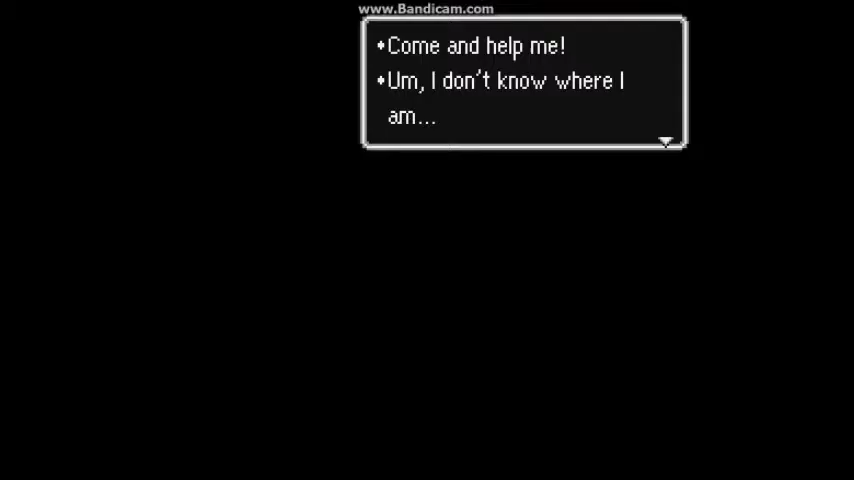 www.Bandicam.com
•Come and help me!
•Um, I don't know where I
am...